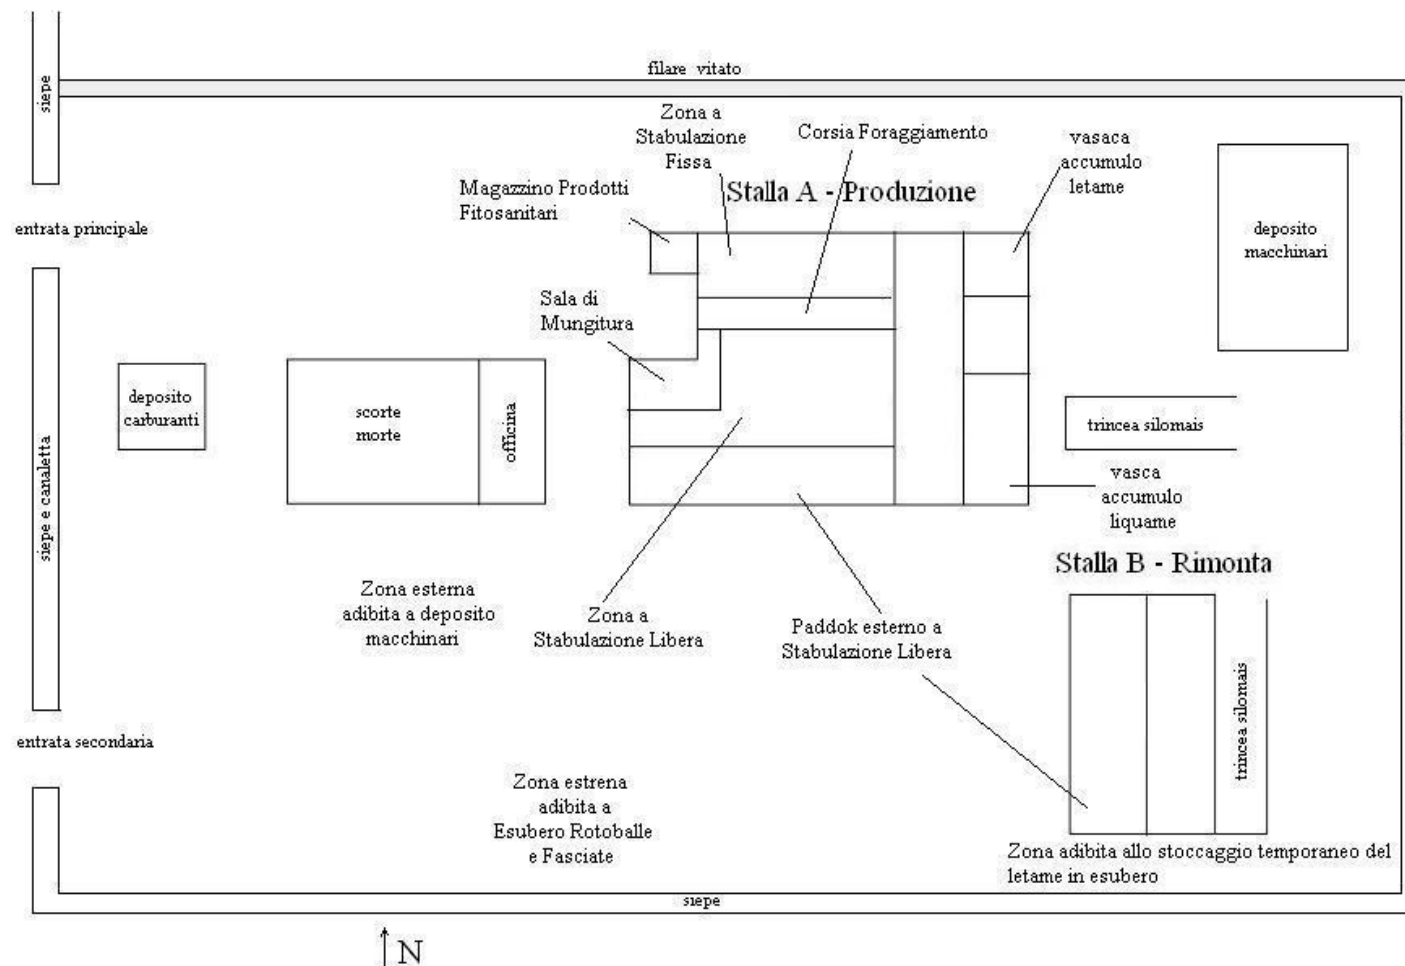 filare vitato
siepe
Zona a
Stabulazione
Fissa
Corsia Foraggiamento
vasaca
accumulo
letame
Magazzino Prodotti
Fitosanitari
Stalla A - Produzione
entrata principale
deposito
macchinari
Sala di
Mungitura
deposito
carburanti
scorte
morte
officina
trincea silomais
siepe e canaletta
vasca
accumulo
liquame
Stalla B - Rimonta
Zona esterna
adibita a deposito
macchinari
Zona a
Stabulazione Libera
Paddok esterno a
Stabulazione Libera
trincea silomais
entrata secondaria
Zona estrena
adibita a
Esubero Rotoballe
e Fasciate
Zona adibita allo stoccaggio temporaneo del
letame in esubero
siepe
N